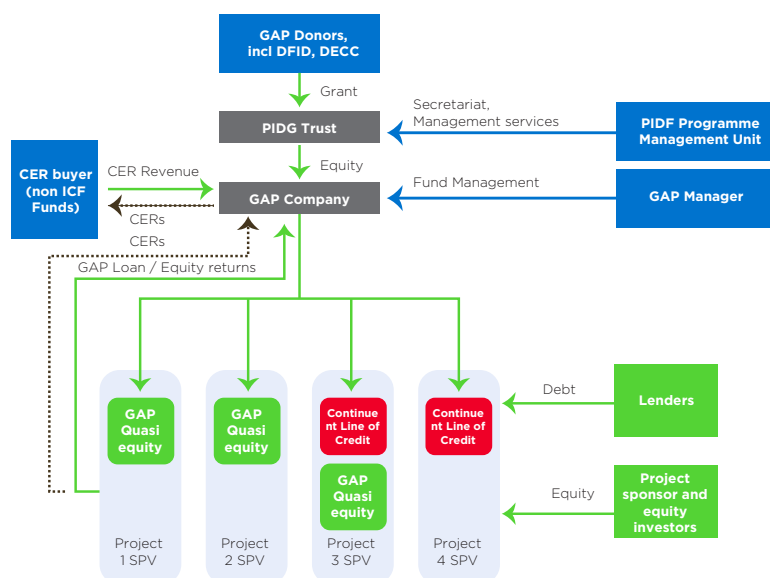 GAP Donors,
incl DFID, DECC
Grant
Secretariat,
Management services
PIDG Trust
PIDF Programme
Management Unit
Equity
CER buyer
(non ICF
Funds)
CER Revenue
GAP Company
Fund Management
GAP Manager
CERs
CERs
GAP Loan / Equity returns
GAP
Quasi
equity
GAP
Quasi
equity
Continue
nt Line of
Credit
Continue
nt Line of
Credit
Debt
Lenders
GAP
Quasi
equity
Equity
Project
sponsor and
equity
investors
Project
1 SPV
Project
2 SPV
Project
3 SPV
Project
4 SPV